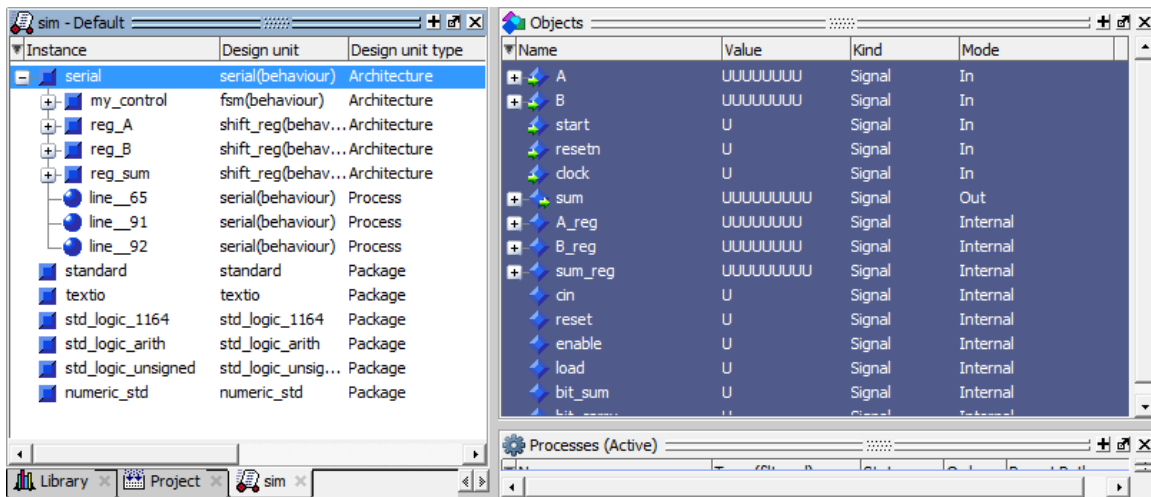 sim - Default
Instance Design unit Design unit type
serial serial(behaviour) Architecture
my_control fsm(behaviour) Architecture
reg_A shift_reg(behav... Architecture
reg_B shift_reg(behav... Architecture
reg_sum shift_reg(behav... Architecture
line__65 serial(behaviour) Process
line__91 serial(behaviour) Process
line__92 serial(behaviour) Process
standard standard Package
textio textio Package
std_logic_1164 std_logic_1164 Package
std_logic_arith std_logic_arith Package
std_logic_unsigned std_logic_unsig... Package
numeric_std numeric_std Package
Library Project sim
Objects
Name Value Kind Mode
A UUUUUUUU Signal In
B UUUUUUUU Signal In
start U Signal In
resetn U Signal In
clock U Signal In
sum UUUUUUUUU Signal Out
A_reg UUUUUUUU Signal Internal
B_reg UUUUUUUU Signal Internal
sum_reg UUUUUUUUU Signal Internal
cin U Signal Internal
reset U Signal Internal
enable U Signal Internal
load U Signal Internal
bit_sum U Signal Internal
Processes (Active)